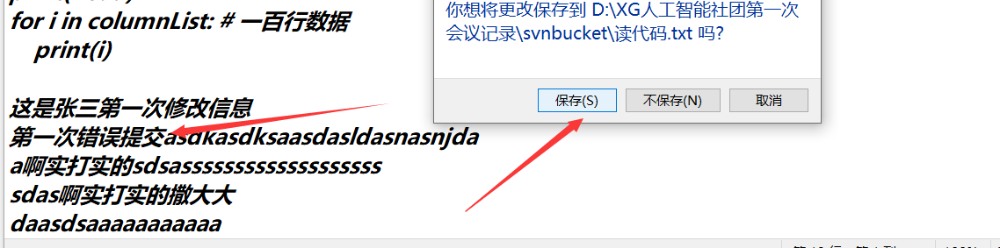 for i in columnList: # 一百行数据
print(i)
这是张三第一次修改信息
第一次错误提交asdkasdksaasdasldasnasnjda
a啊实打实的sdsasssssssssssssssssss
sdas啊实打实的撒大大
daasdsaaaaaaaaaaa
你想将更改保存到 D:\XG人工智能社团第一次
会议记录\svnbucket\读代码.txt 吗?
保存(S)
不保存(N)
取消